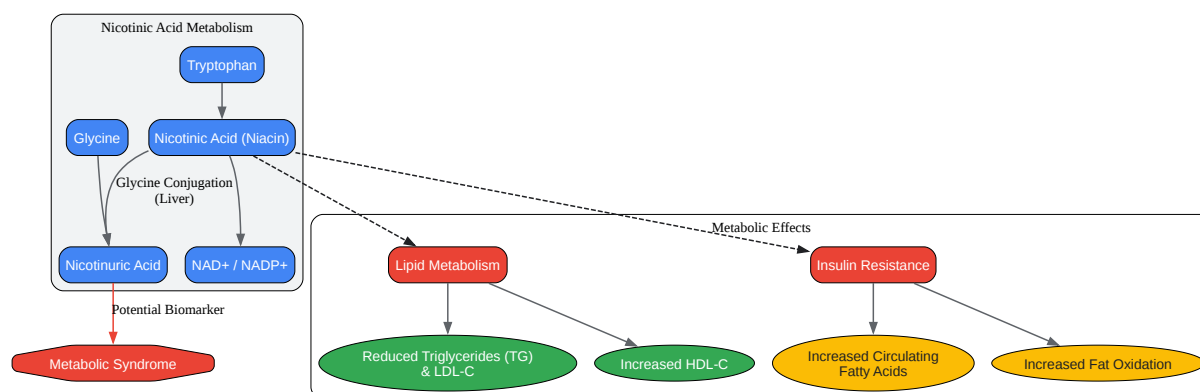 Nicotinic Acid Metabolism
Tryptophan
Glycine
Nicotinic Acid (Niacin)
Glycine Conjugation
(Liver)
Nicotinuric Acid
NAD+ / NADP+
Potential Biomarker
Metabolic Syndrome
Metabolic Effects
Lipid Metabolism
Insulin Resistance
Reduced Triglycerides (TG)
& LDL-C
Increased HDL-C
Increased Circulating
Fatty Acids
Increased Fat Oxidation